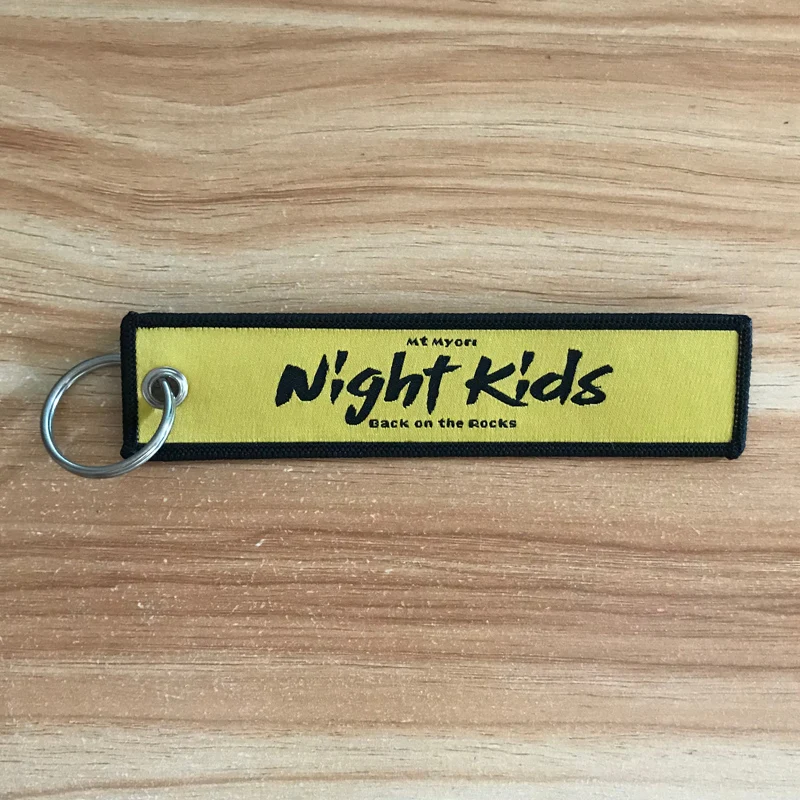 Mt Myogi
Night Kids
Back on the Rocks